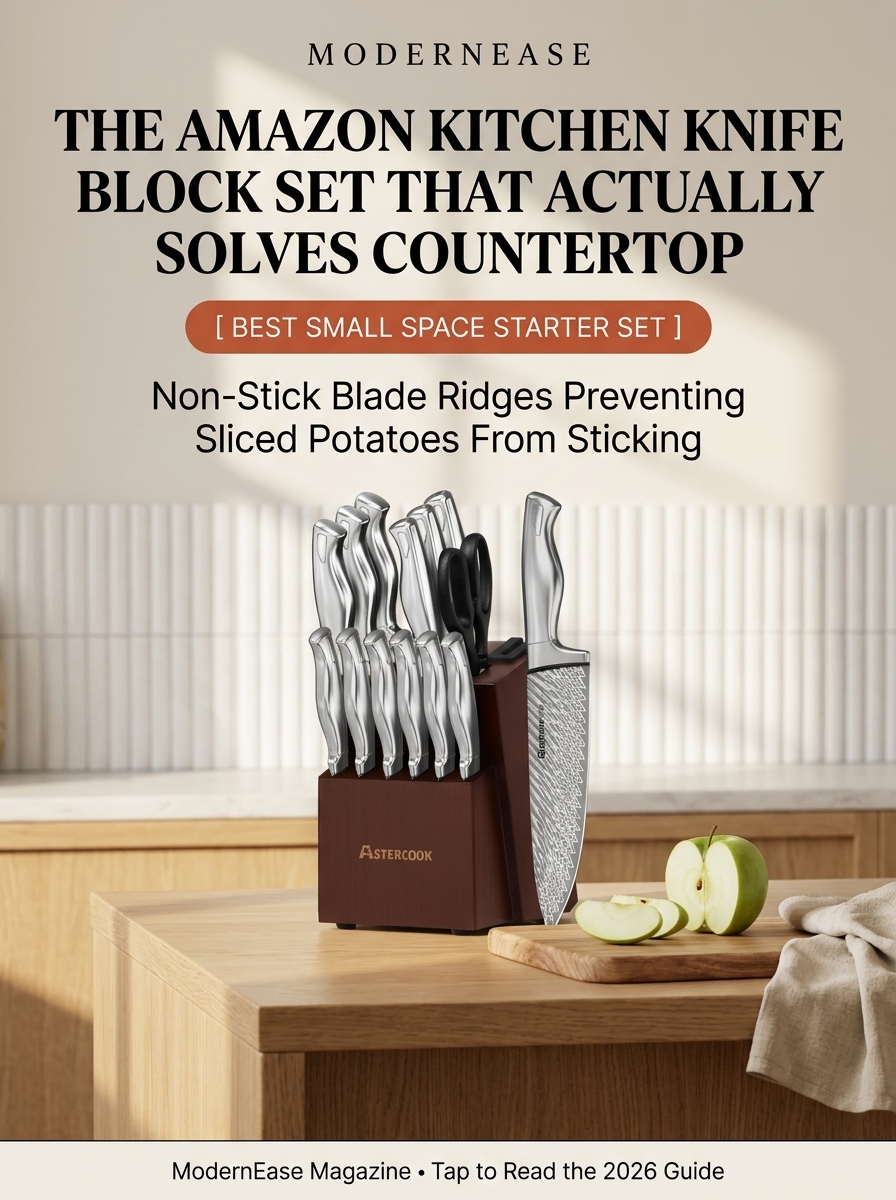 MODERNEASE
THE AMAZON KITCHEN KNIFE
BLOCK SET THAT ACTUALLY
SOLVES COUNTERTOP
[ BEST SMALL SPACE STARTER SET ]
Non-Stick Blade Ridges Preventing
Sliced Potatoes From Sticking
ASTERCOOK
ModernEase Magazine • Tap to Read the 2026 Guide